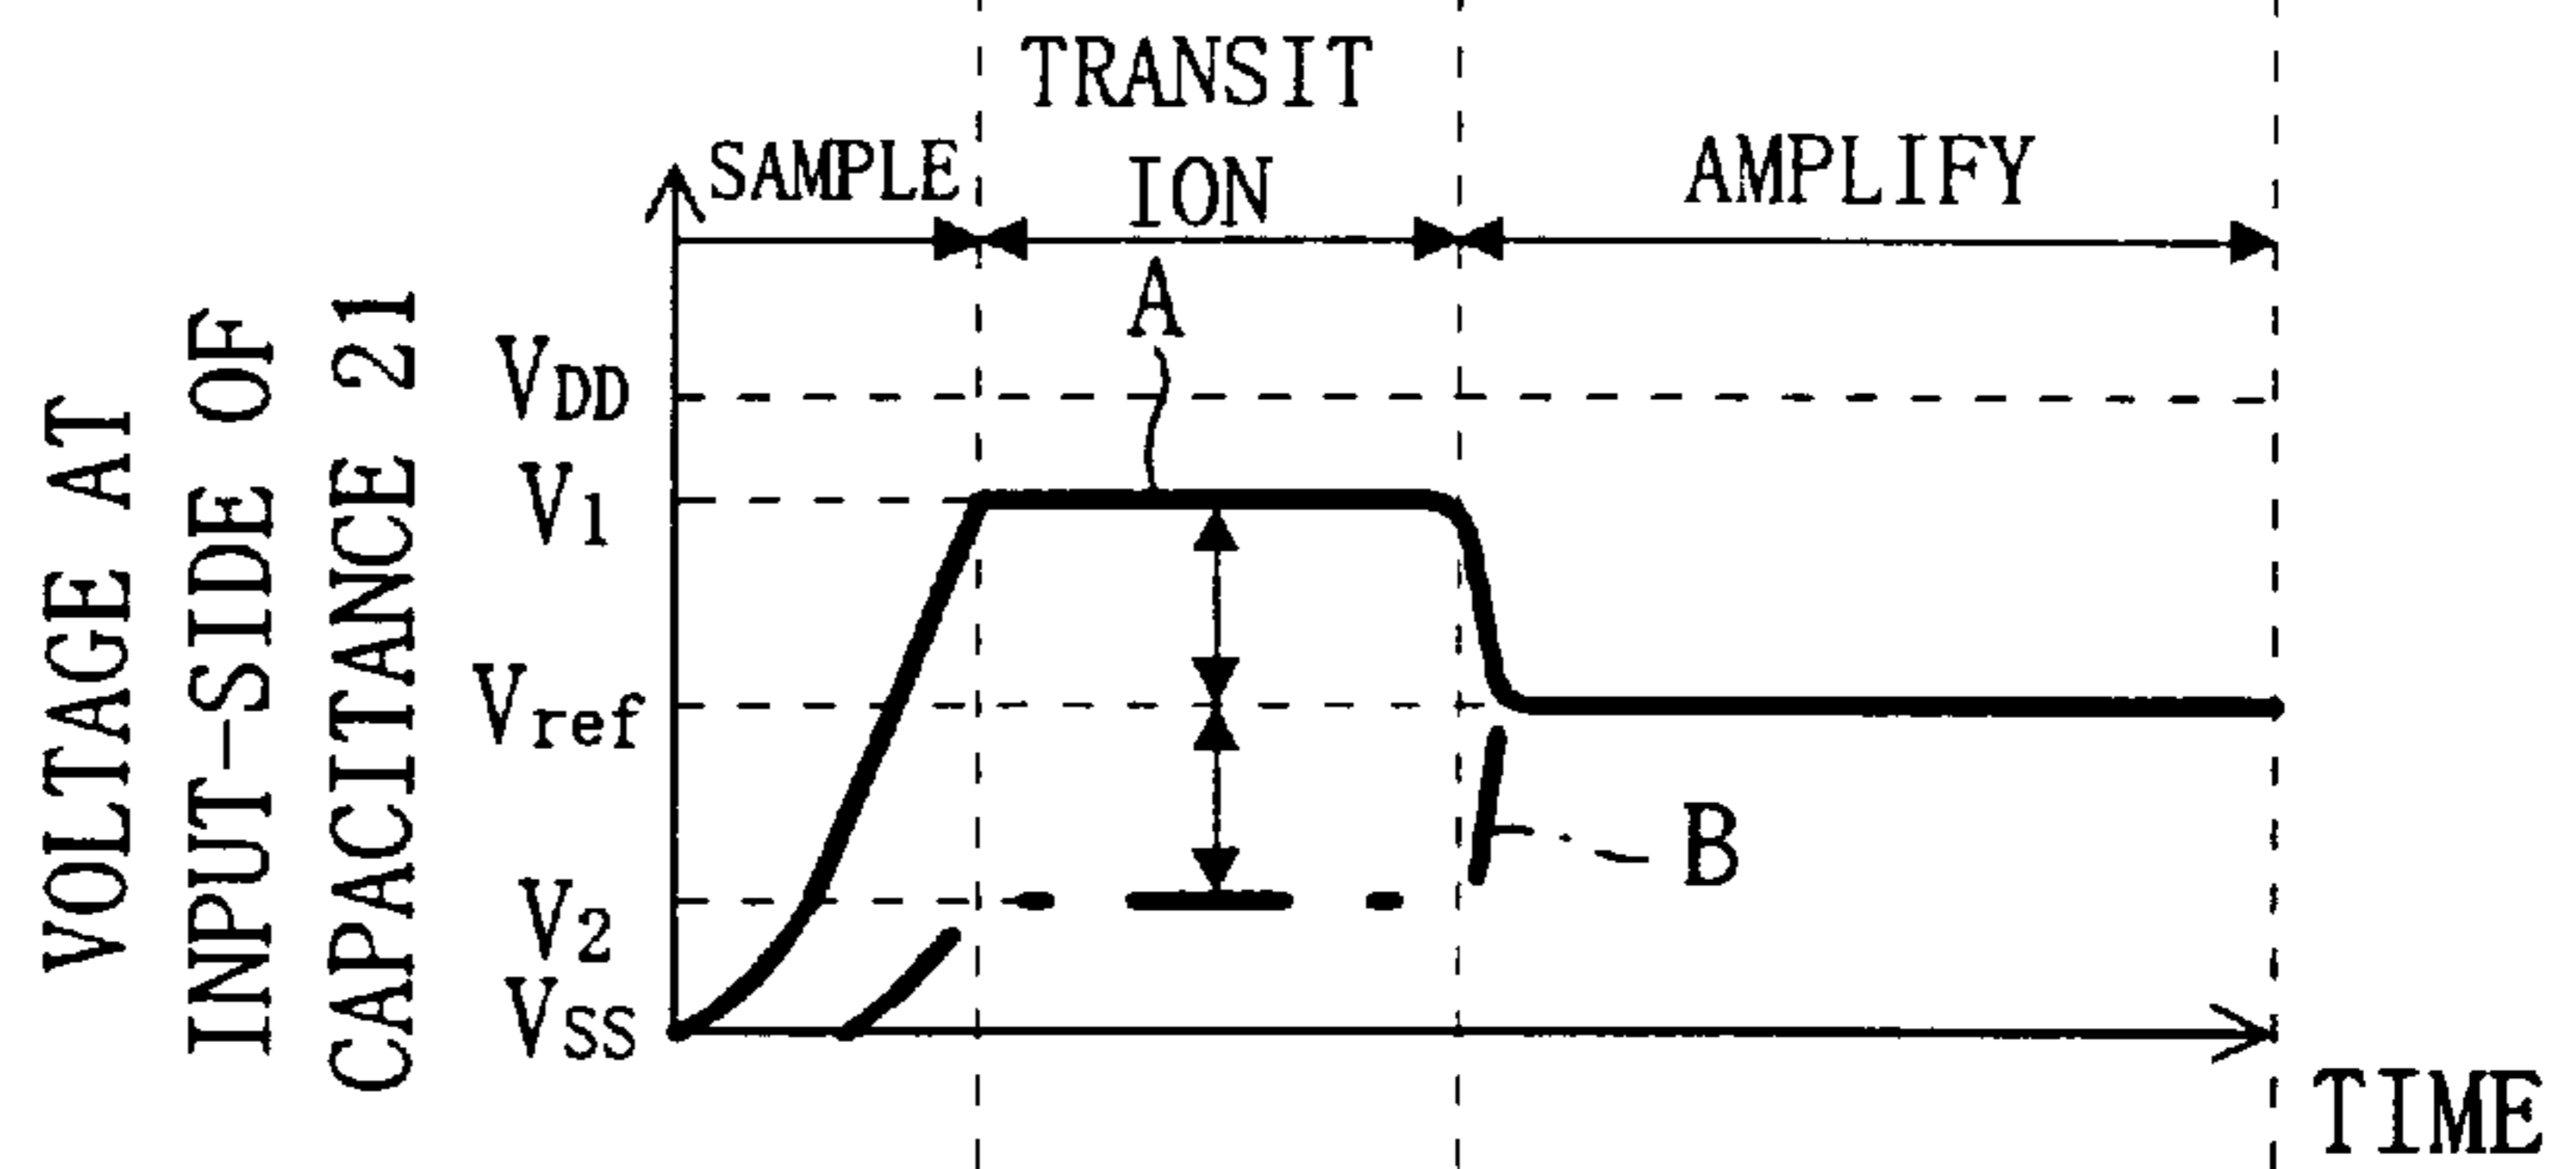 TRANSIT
ION
SAMPLE
AMPLIFY
A
VOLTAGE AT
INPUT-SIDE OF
CAPACITANCE 21
VDD
V1
Vref
V2
VSS
B
TIME